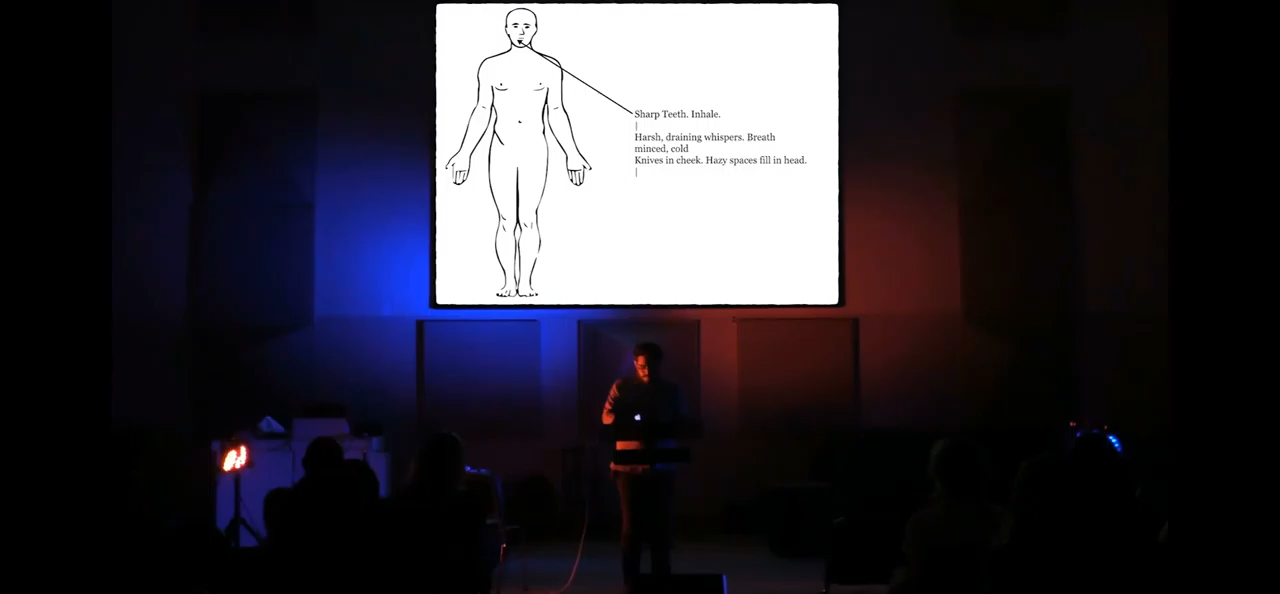 Sharp Teeth. Inhale.
|
Harsh, draining whispers. Breath
minced, cold
Knives in cheek. Hazy spaces fill in head.
|